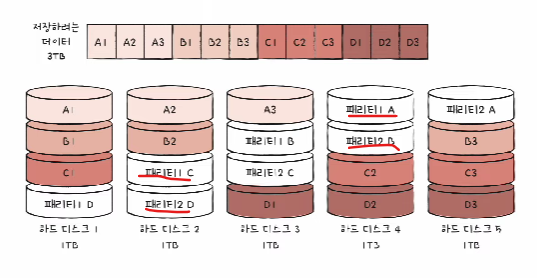 저장하려는
데이터
3TB
A1 A2 A3 B1 B2 B3 C1 C2 C3 D1 D2 D3
A1 A2 A3 패리티1 A 패리티2 A
B1 B2 패리티1 B 패리티2 B B3
C1 패리티1 C 패리티2 C C2 C3
패리티1 D 패리티2 D D1 D2 D3
하드 디스크 1 하드 디스크 2 하드 디스크 3 하드 디스크 4 하드 디스크 5
1TB 1TB 1TB 1TB 1TB